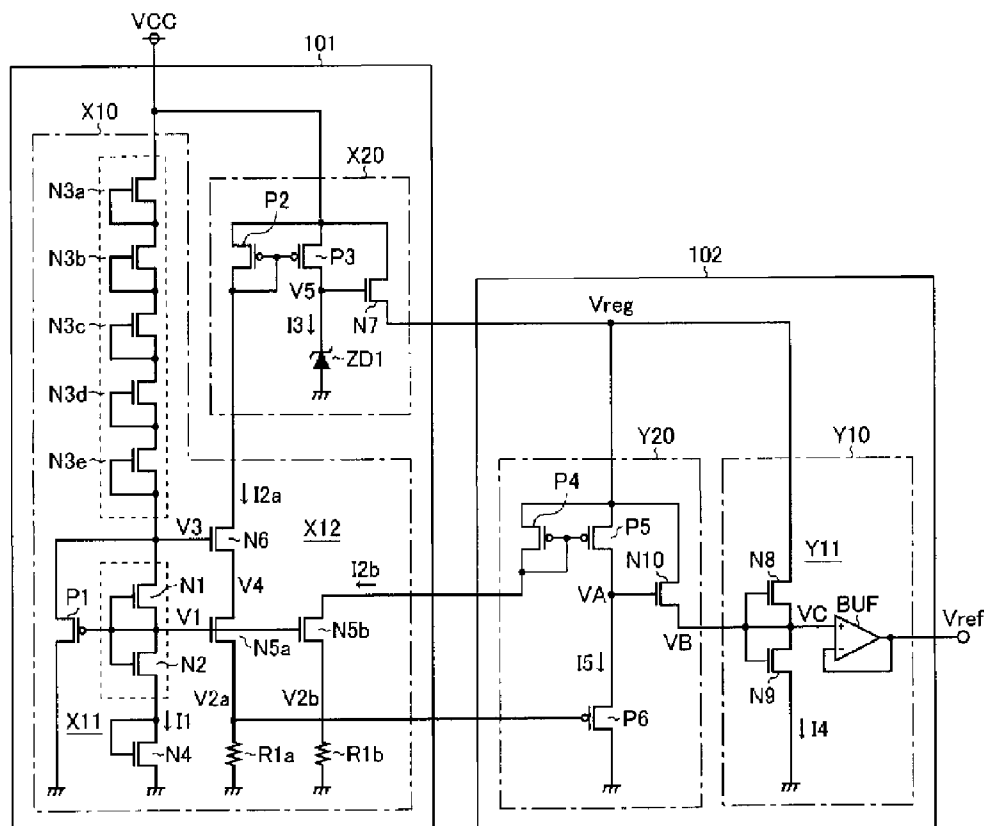 VCC
101
X10
X20
N3a
P2
P3
N3b
102
V5
Vreg
N7
N3c
I3
ZD1
N3d
Y20
Y10
P4
N3e
I2a
P5
Y11
V3
X12
N6
N8
N10
I2b
P1
N1
V4
VA
VC
BUF
Vref
V1
N5b
VB
N5a
N2
I5
N9
V2a
V2b
X11
I1
P6
I4
N4
R1a
R1b
+
-